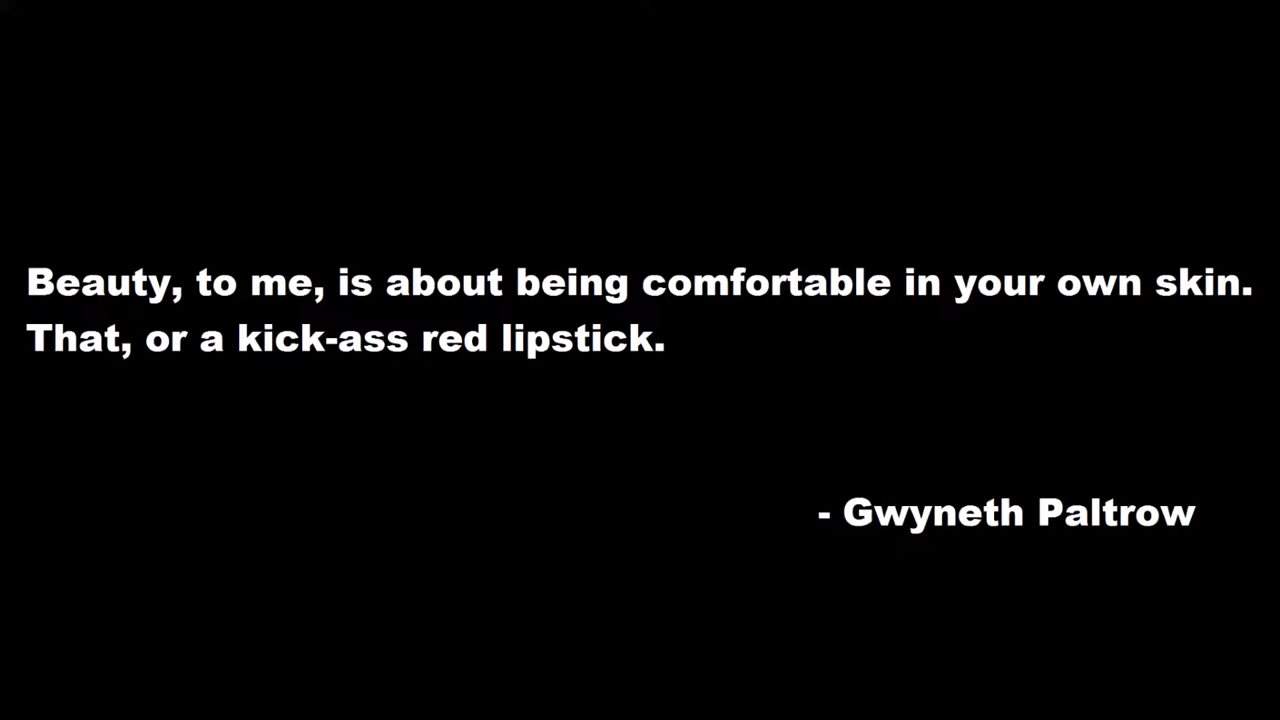 Beauty, to me, is about being comfortable in your own skin.
That, or a kick-ass red lipstick.
- Gwyneth Paltrow